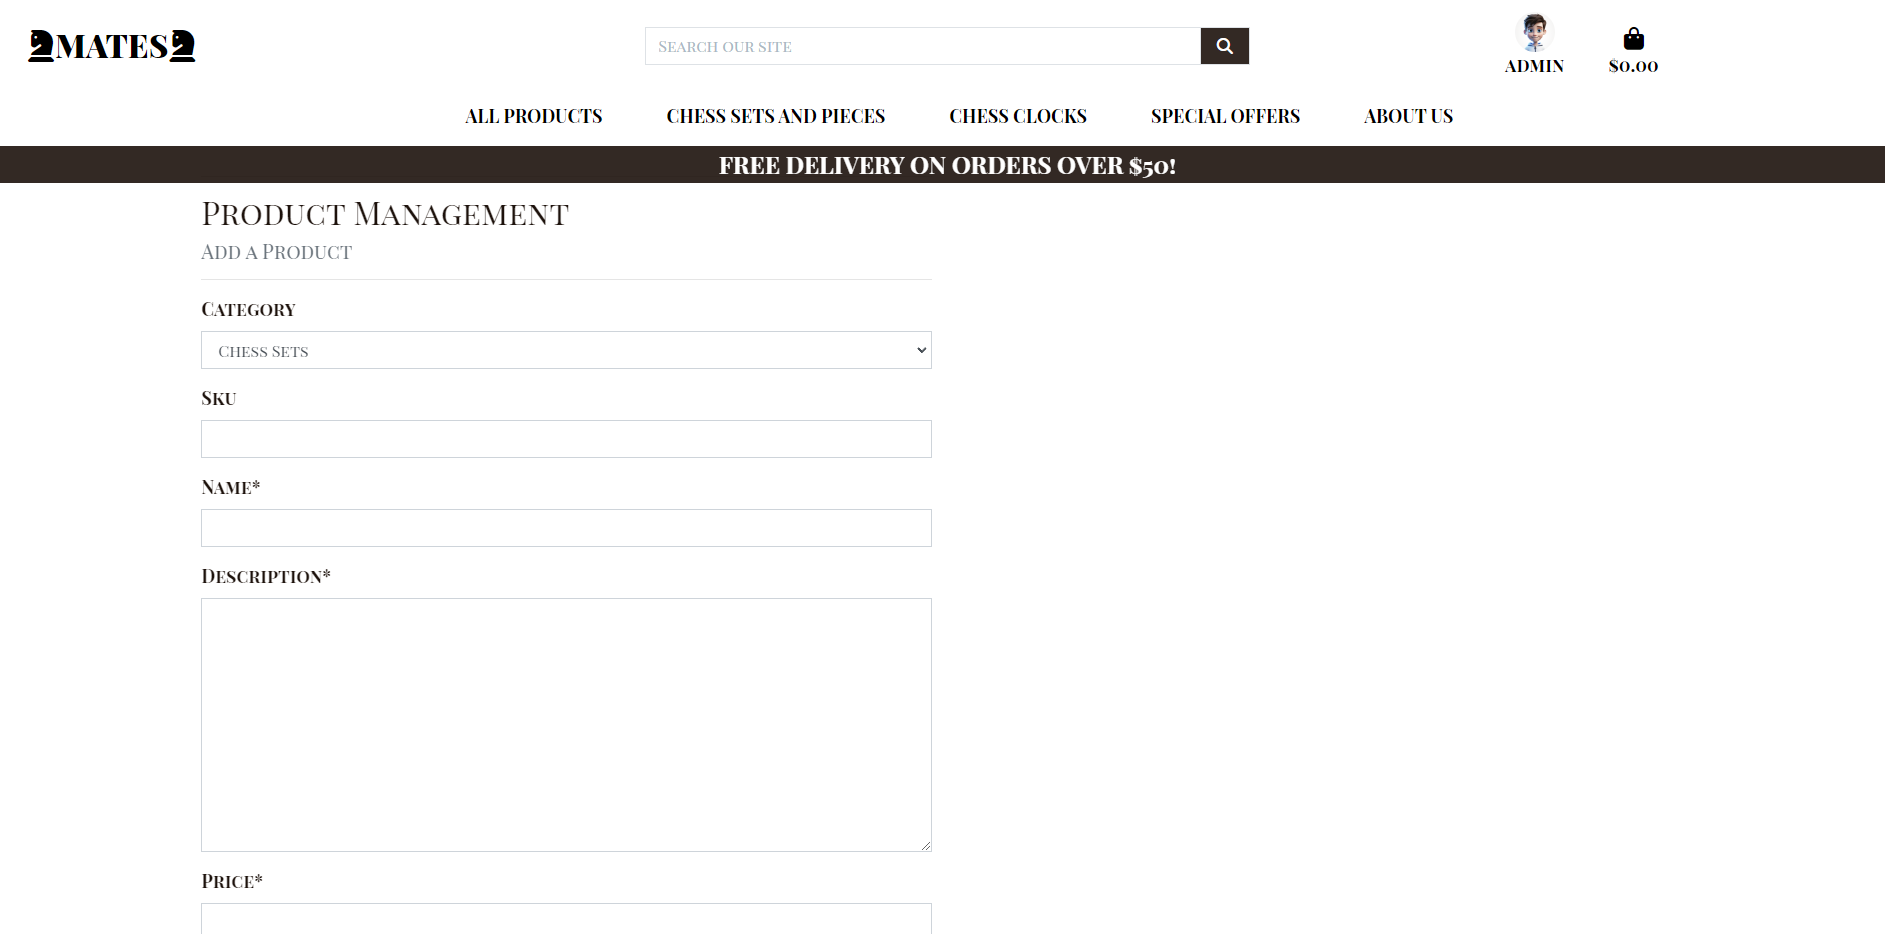 MATES
Search our site
ADMIN
$0.00
ALL PRODUCTS CHESS SETS AND PIECES CHESS CLOCKS SPECIAL OFFERS ABOUT US
FREE DELIVERY ON ORDERS OVER $50!
Product Management
Add a Product
Category
Chess Sets
Sku
Name*
Description*
Price*